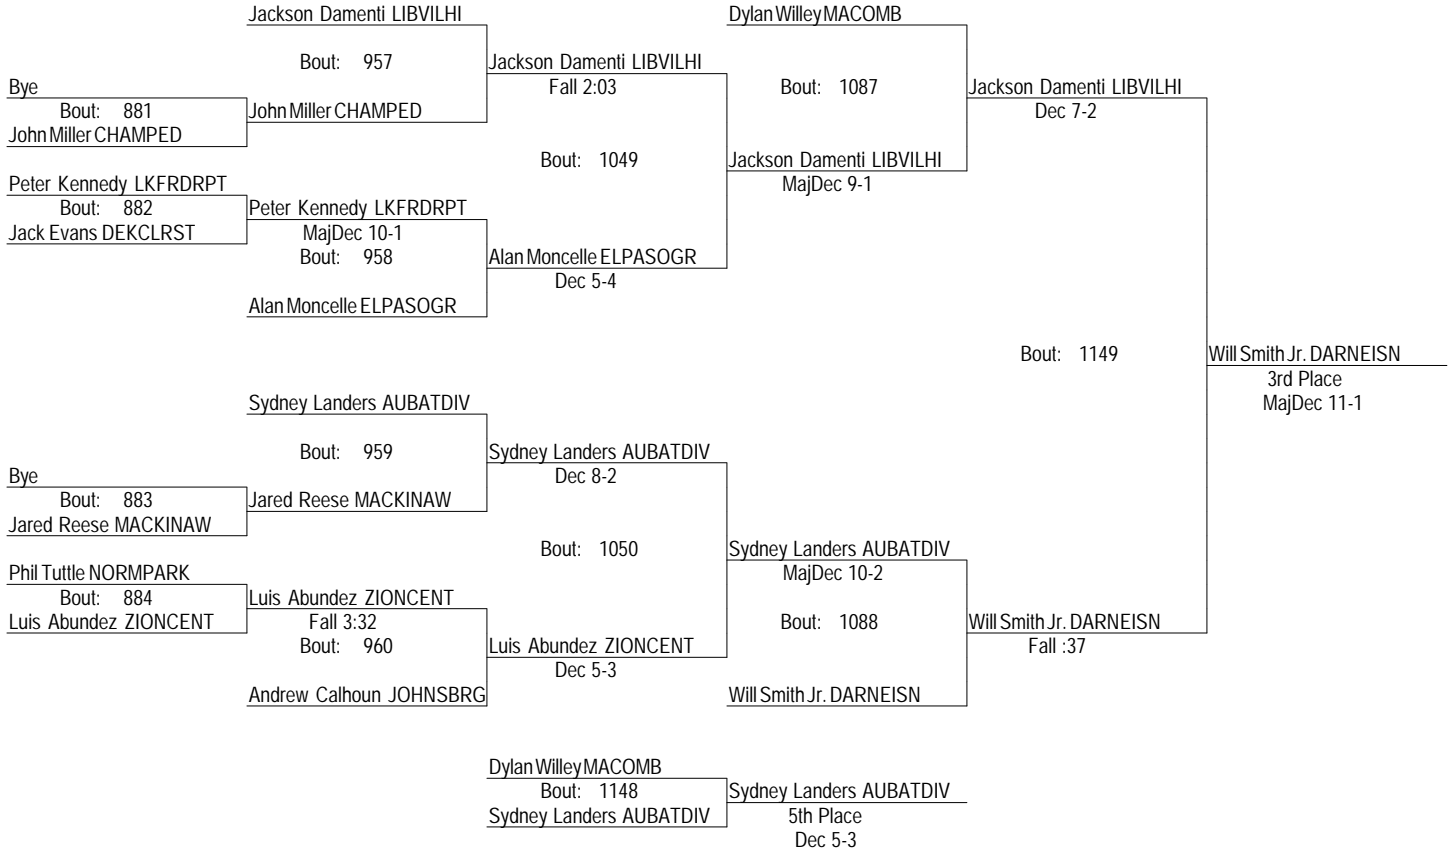 Jackson Damenti LIBVILHI
Dylan Willey MACOMB
Bout: 957
Jackson Damenti LIBVILHI
Fall 2:03
Bye
Bout: 881
John Miller CHAMPED
John Miller CHAMPED
Bout: 1087
Jackson Damenti LIBVILHI
Dec 7-2
Bout: 1049
Jackson Damenti LIBVILHI
MajDec 9-1
Peter Kennedy LKFRDRPT
Bout: 882
Jack Evans DEKCLRST
Peter Kennedy LKFRDRPT
MajDec 10-1
Bout: 958
Alan Moncelle ELPASOGR
Dec 5-4
Alan Moncelle ELPASOGR
Bout: 1149
Will Smith Jr. DARNEISN
3rd Place
MajDec 11-1
Sydney Landers AUBATDIV
Bout: 959
Sydney Landers AUBATDIV
Dec 8-2
Bye
Bout: 883
Jared Reese MACKINAW
Jared Reese MACKINAW
Bout: 1050
Sydney Landers AUBATDIV
MajDec 10-2
Phil Tuttle NORMPARK
Bout: 884
Luis Abundez ZIONCENT
Luis Abundez ZIONCENT
Fall 3:32
Bout: 960
Luis Abundez ZIONCENT
Dec 5-3
Andrew Calhoun JOHNSBRG
Bout: 1088
Will Smith Jr. DARNEISN
Fall :37
Will Smith Jr. DARNEISN
Dylan Willey MACOMB
Bout: 1148
Sydney Landers AUBATDIV
Sydney Landers AUBATDIV
5th Place
Dec 5-3